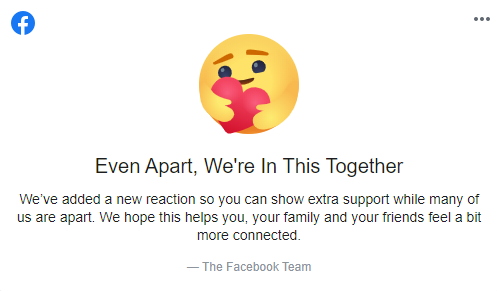 Even Apart, We're In This Together
We've added a new reaction so you can show extra support while many of
us are apart. We hope this helps you, your family and your friends feel a bit
more connected.
— The Facebook Team